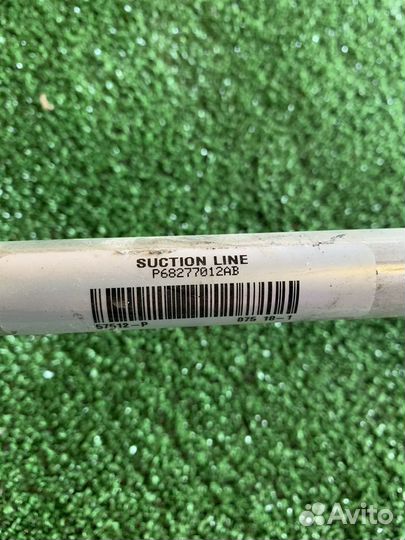 SUCTION LINE
P68277012AB
57512-P 075 18-1
Avito